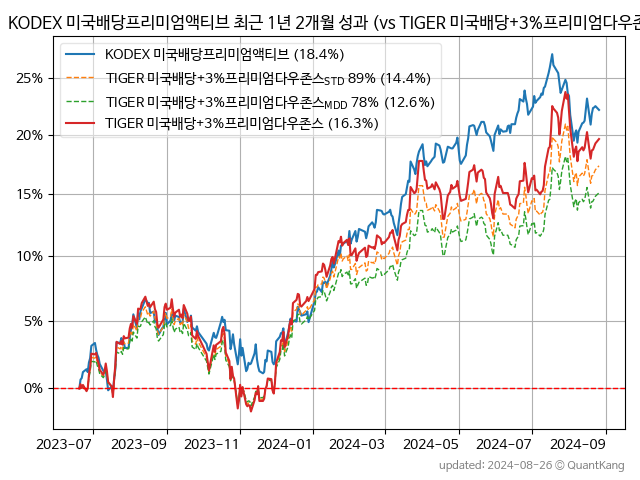 KODEX 미국배당프리미엄액티브 최근 1년 2개월 성과 (vs TIGER 미국배당+3%프리미엄다우존
KODEX 미국배당프리미엄액티브 (18.4%)
TIGER 미국배당+3%프리미엄다우존스STD 89% (14.4%)
TIGER 미국배당+3%프리미엄다우존스MDD 78% (12.6%)
TIGER 미국배당+3%프리미엄다우존스 (16.3%)
25%
20%
15%
10%
5%
0%
2023-07 2023-09 2023-11 2024-01 2024-03 2024-05 2024-07 2024-09
updated: 2024-08-26 © QuantKang